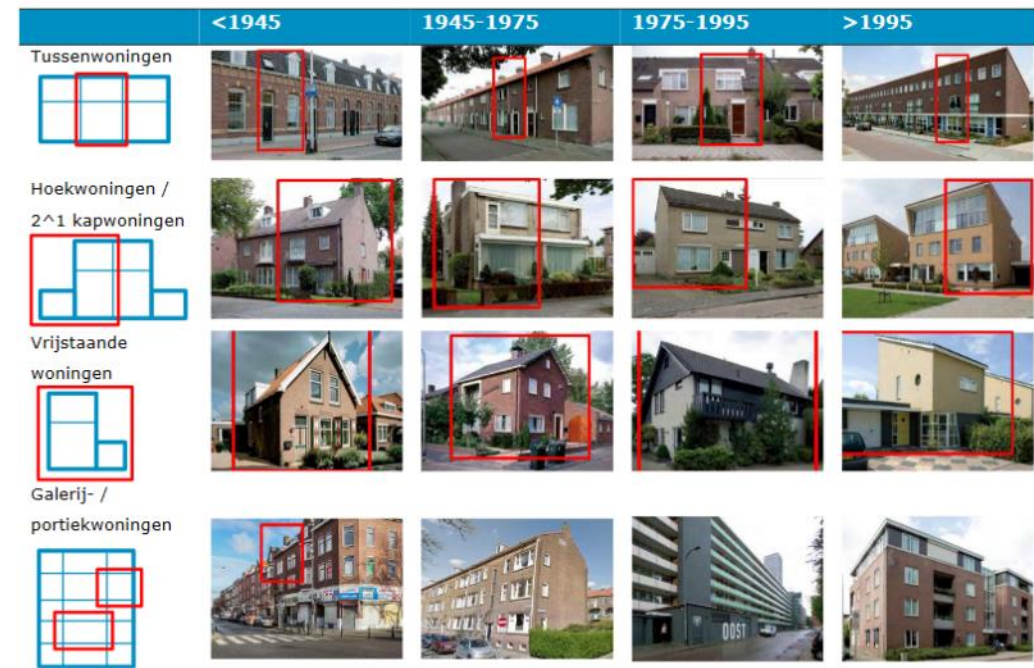 <1945 1945-1975 1975-1995 >1995
Tussenwoningen
Hoekwoningen /
2^1 kapwoningen
Vrijstaande
woningen
Galerij- /
portiekwoningen
OOST